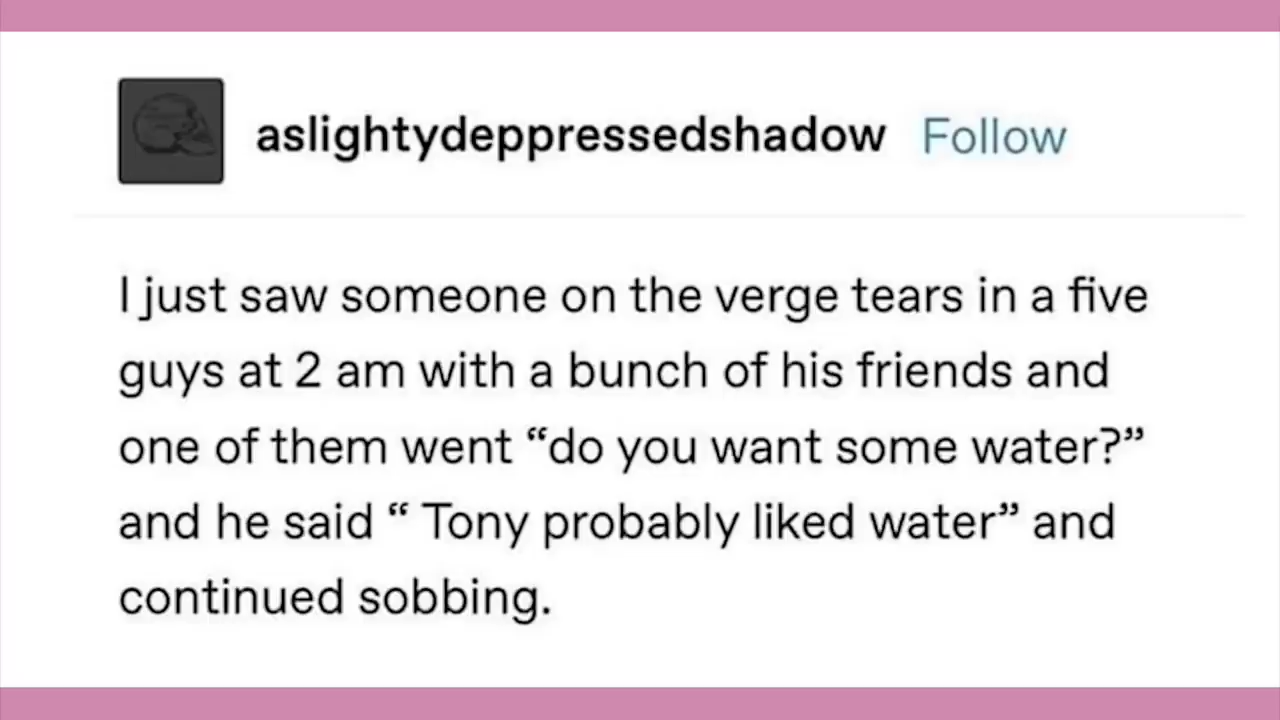 aslightydeppressedshadow Follow
I just saw someone on the verge tears in a five
guys at 2 am with a bunch of his friends and
one of them went “do you want some water?”
and he said “ Tony probably liked water” and
continued sobbing.